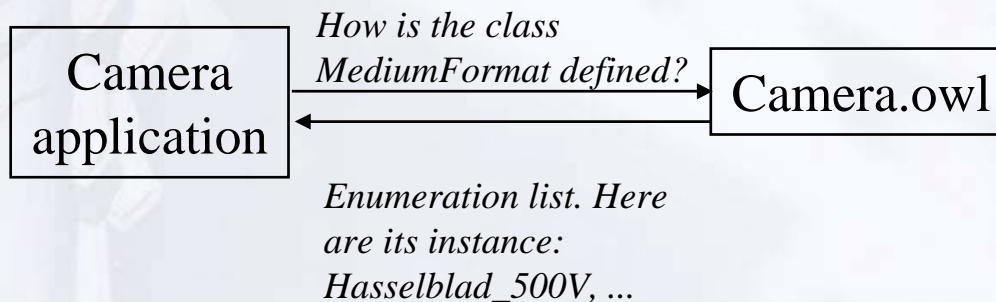 How is the class
MediumFormat defined?
Camera
application
Camera.owl
Enumeration list. Here
are its instance:
Hasselblad_500V, ...